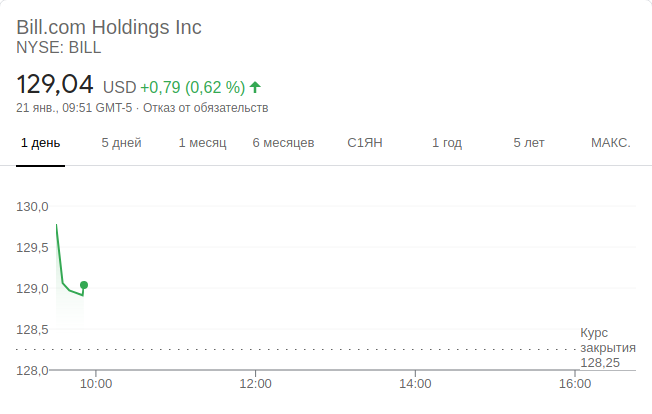 Bill.com Holdings Inc
NYSE: BILL
129,04 USD +0,79 (0,62 %)
21 янв., 09:51 GMT-5 · Отказ от обязательств
1 день 5 дней 1 месяц 6 месяцев С1ЯН 1 год 5 лет МАКС.
130,0
129,5
129,0
128,5
128,0
Курс
закрытия
128,25
10:00 12:00 14:00 16:00